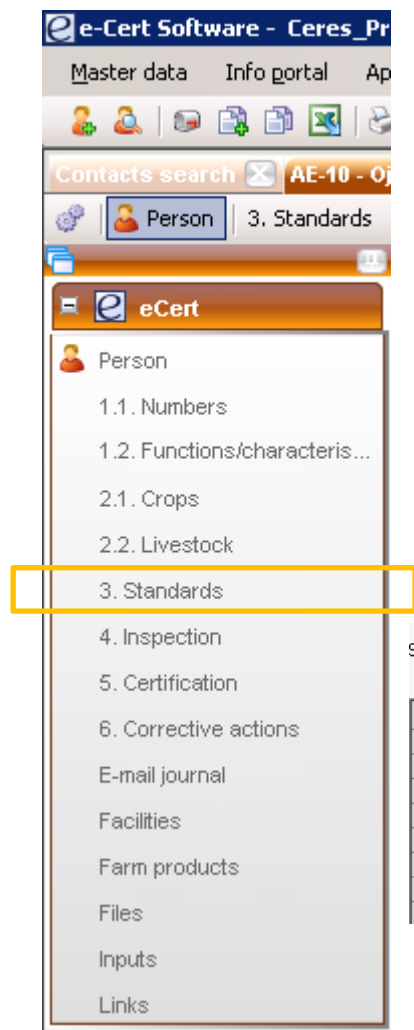 e-Cert Software - Ceres_Pr
Master data Info portal Ap
Contacts search AE-10 - Oj
Person 3. Standards
eCert
Person
1.1. Numbers
1.2. Functions/characteris...
2.1. Crops
2.2. Livestock
3. Standards
4. Inspection
5. Certification
6. Corrective actions
E-mail journal
Facilities
Farm products
Files
Inputs
Links